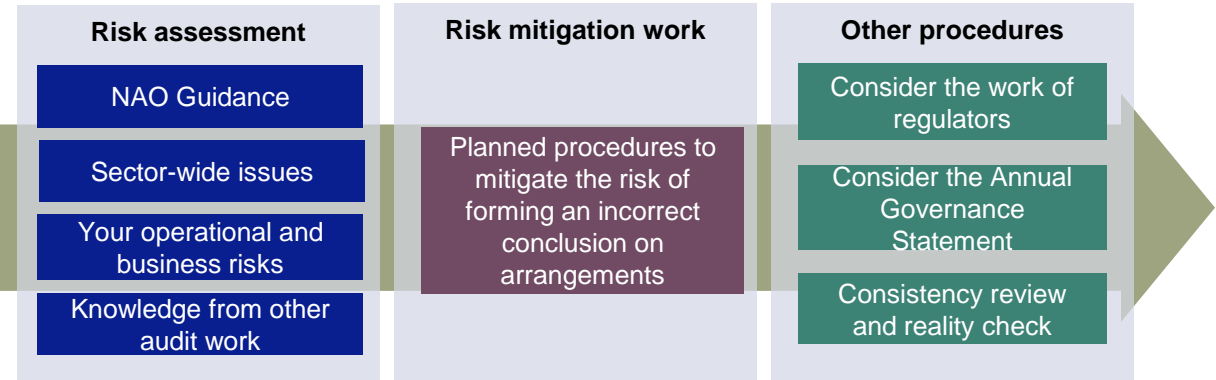 Risk assessment
NAO Guidance
Sector-wide issues
Your operational and
business risks
Knowledge from other
audit work
Risk mitigation work
Planned procedures to
mitigate the risk of
forming an incorrect
conclusion on
arrangements
Other procedures
Consider the work of
regulators
Consider the Annual
Governance
Statement
Consistency review
and reality check